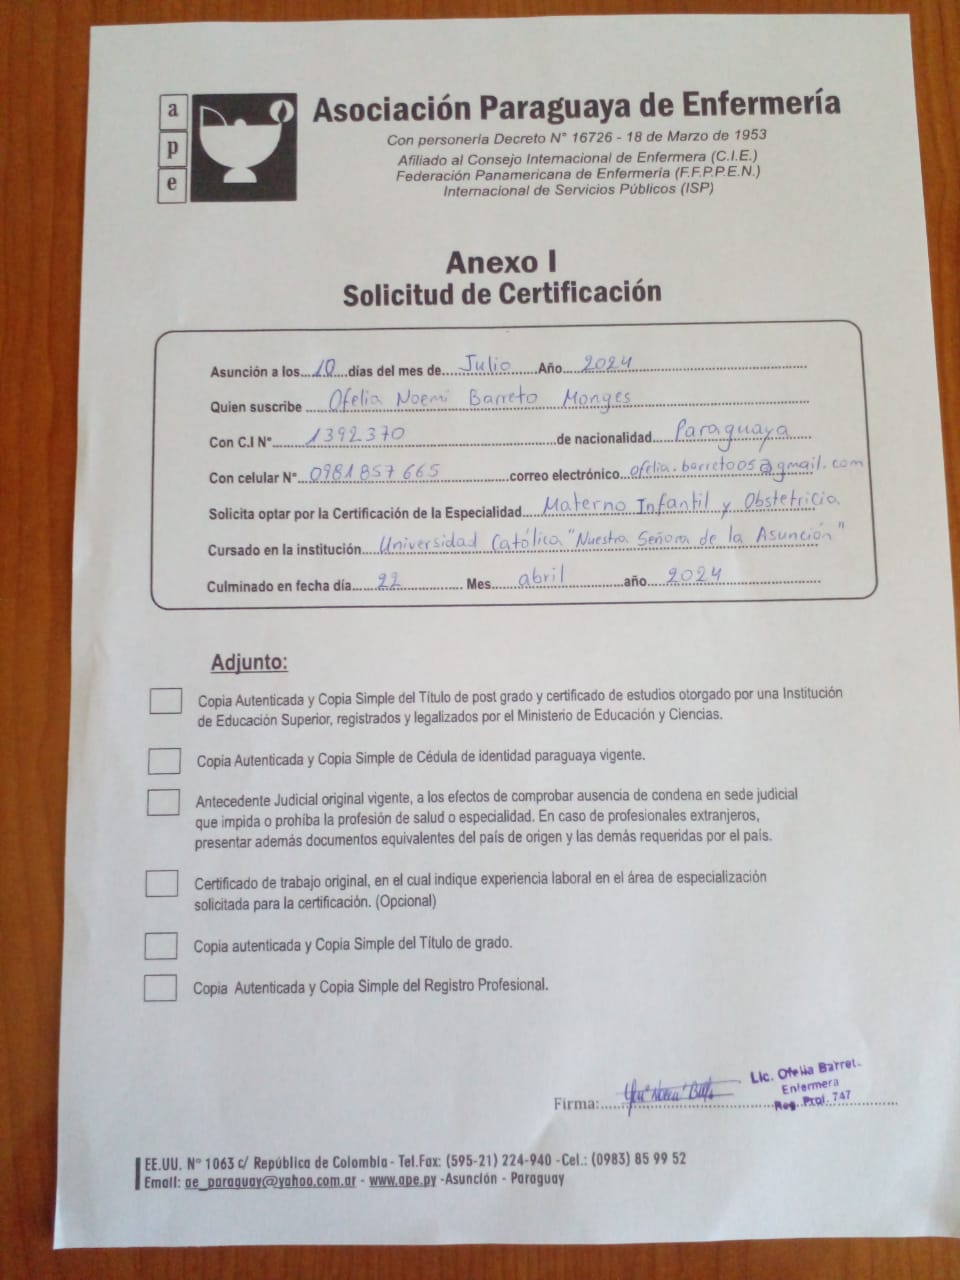 a
p
e
Asociación Paraguaya de Enfermería
Con personería Decreto N° 16726 - 18 de Marzo de 1953
Afiliado al Consejo Internacional de Enfermera (C.I.E.)
Federación Panamericana de Enfermería (F.F.P.P.E.N.)
Internacional de Servicios Públicos (ISP)
Anexo I
Solicitud de Certificación
Asunción a los 10 días del mes de Julio Año 2024
Quien suscribe Ofelia Noemi Barreto Monges
Con C.I N° 1392370 de nacionalidad Paraguaya
Con celular N° 0981 857 665 correo electrónico ofelia.barreto05@gmail.com
Solicita optar por la Certificación de la Especialidad Materno Infantil y Obstetricia
Cursado en la institución Universidad Católica "Nuestra Señora de la Asunción"
Culminado en fecha día 22 Mes abril año 2024
Adjunto:
Copia Autenticada y Copia Simple del Título de post grado y certificado de estudios otorgado por una Institución
de Educación Superior, registrados y legalizados por el Ministerio de Educación y Ciencias.
Copia Autenticada y Copia Simple de Cédula de identidad paraguaya vigente.
Antecedente Judicial original vigente, a los efectos de comprobar ausencia de condena en sede judicial
que impida o prohíba la profesión de salud o especialidad. En caso de profesionales extranjeros,
presentar además documentos equivalentes del país de origen y las demás requeridas por el país.
Certificado de trabajo original, en el cual indique experiencia laboral en el área de especialización
solicitada para la certificación. (Opcional)
Copia autenticada y Copia Simple del Título de grado.
Copia Autenticada y Copia Simple del Registro Profesional.
Lic. Ofelia Barret
Enfermera
Reg. Prof. 747
Firma:
EE.UU. N° 1063 c/ República de Colombia - Tel.Fax: (595-21) 224-940 -Cel.: (0983) 85 99 52
Email: ae_paraguay@yahoo.com.ar - www.ape.py -Asunción - Paraguay